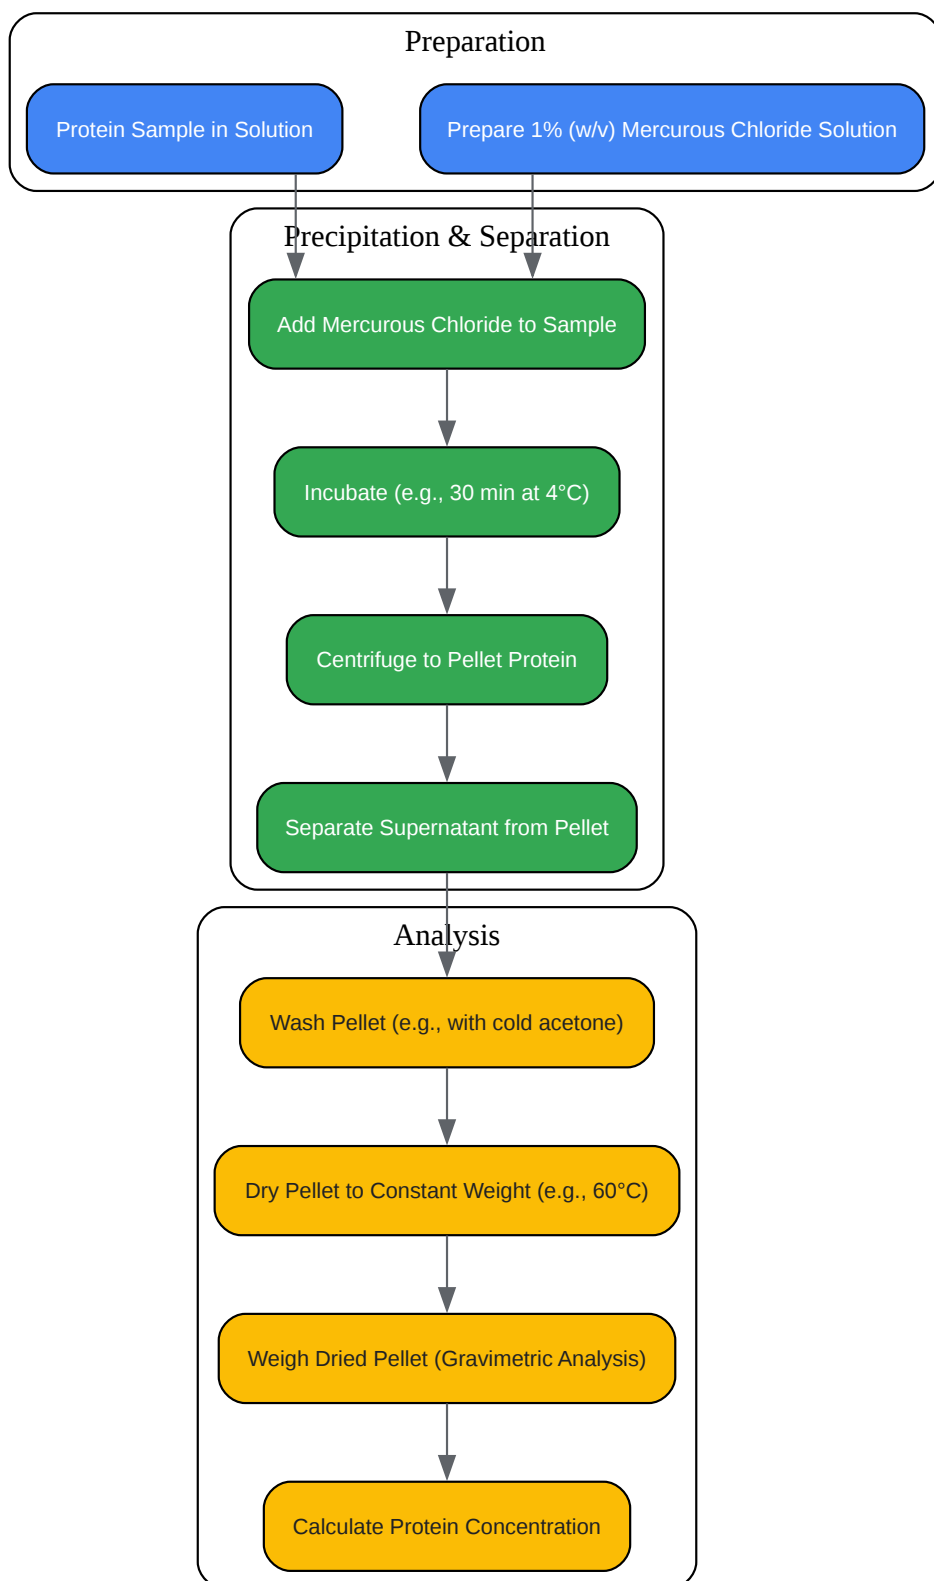 Preparation
Protein Sample in Solution
Prepare 1% (w/v) Mercurous Chloride Solution
Precipitation & Separation
Add Mercurous Chloride to Sample
Incubate (e.g., 30 min at 4°C)
Centrifuge to Pellet Protein
Separate Supernatant from Pellet
Analysis
Wash Pellet (e.g., with cold acetone)
Dry Pellet to Constant Weight (e.g., 60°C)
Weigh Dried Pellet (Gravimetric Analysis)
Calculate Protein Concentration